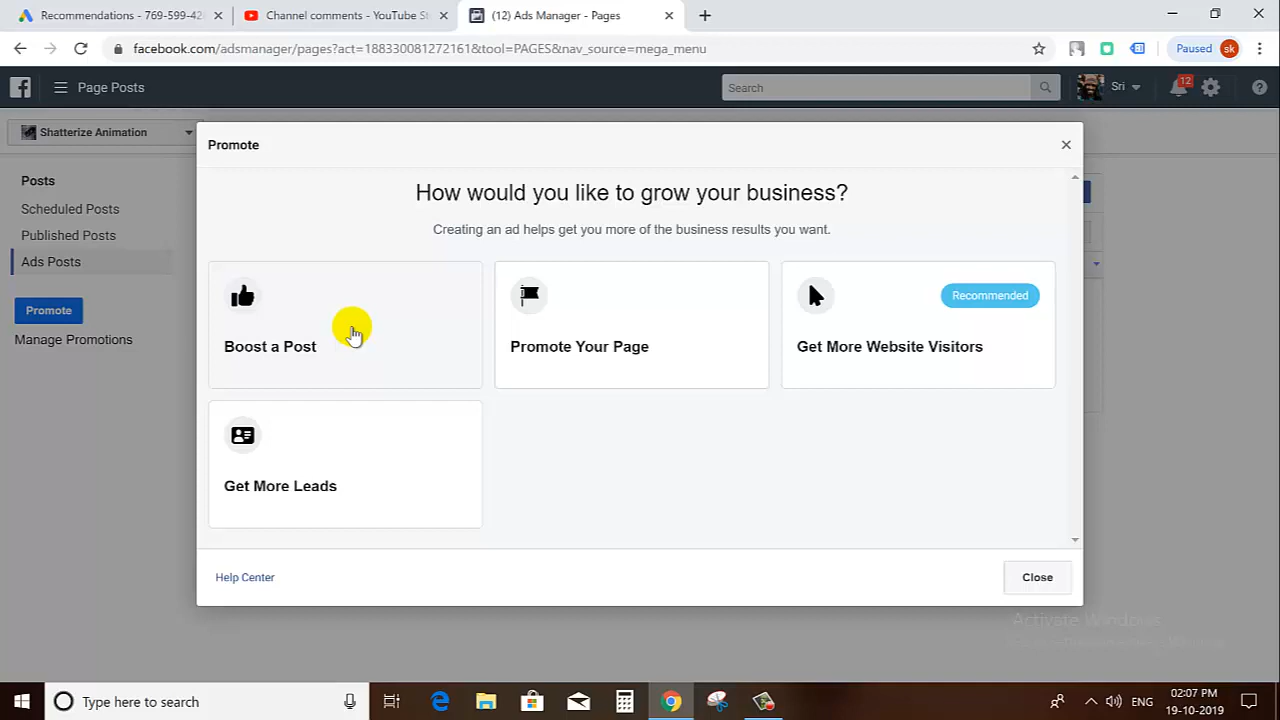 Recommendations - 769-599-42
Channel comments - YouTube St
(12) Ads Manager - Pages
facebook.com/adsmanager/pages?act=188330081272161&tool=PAGES&nav_source=mega_menu
Paused
sk
Page Posts
Search
Sri
12
Shatterize Animation
Promote
Posts
Scheduled Posts
Published Posts
Ads Posts
Promote
Manage Promotions
How would you like to grow your business?
Creating an ad helps get you more of the business results you want.
Boost a Post
Promote Your Page
Recommended
Get More Website Visitors
Get More Leads
Help Center
Close
Activate Windows
Type here to search
ENG
02:07 PM
19-10-2019